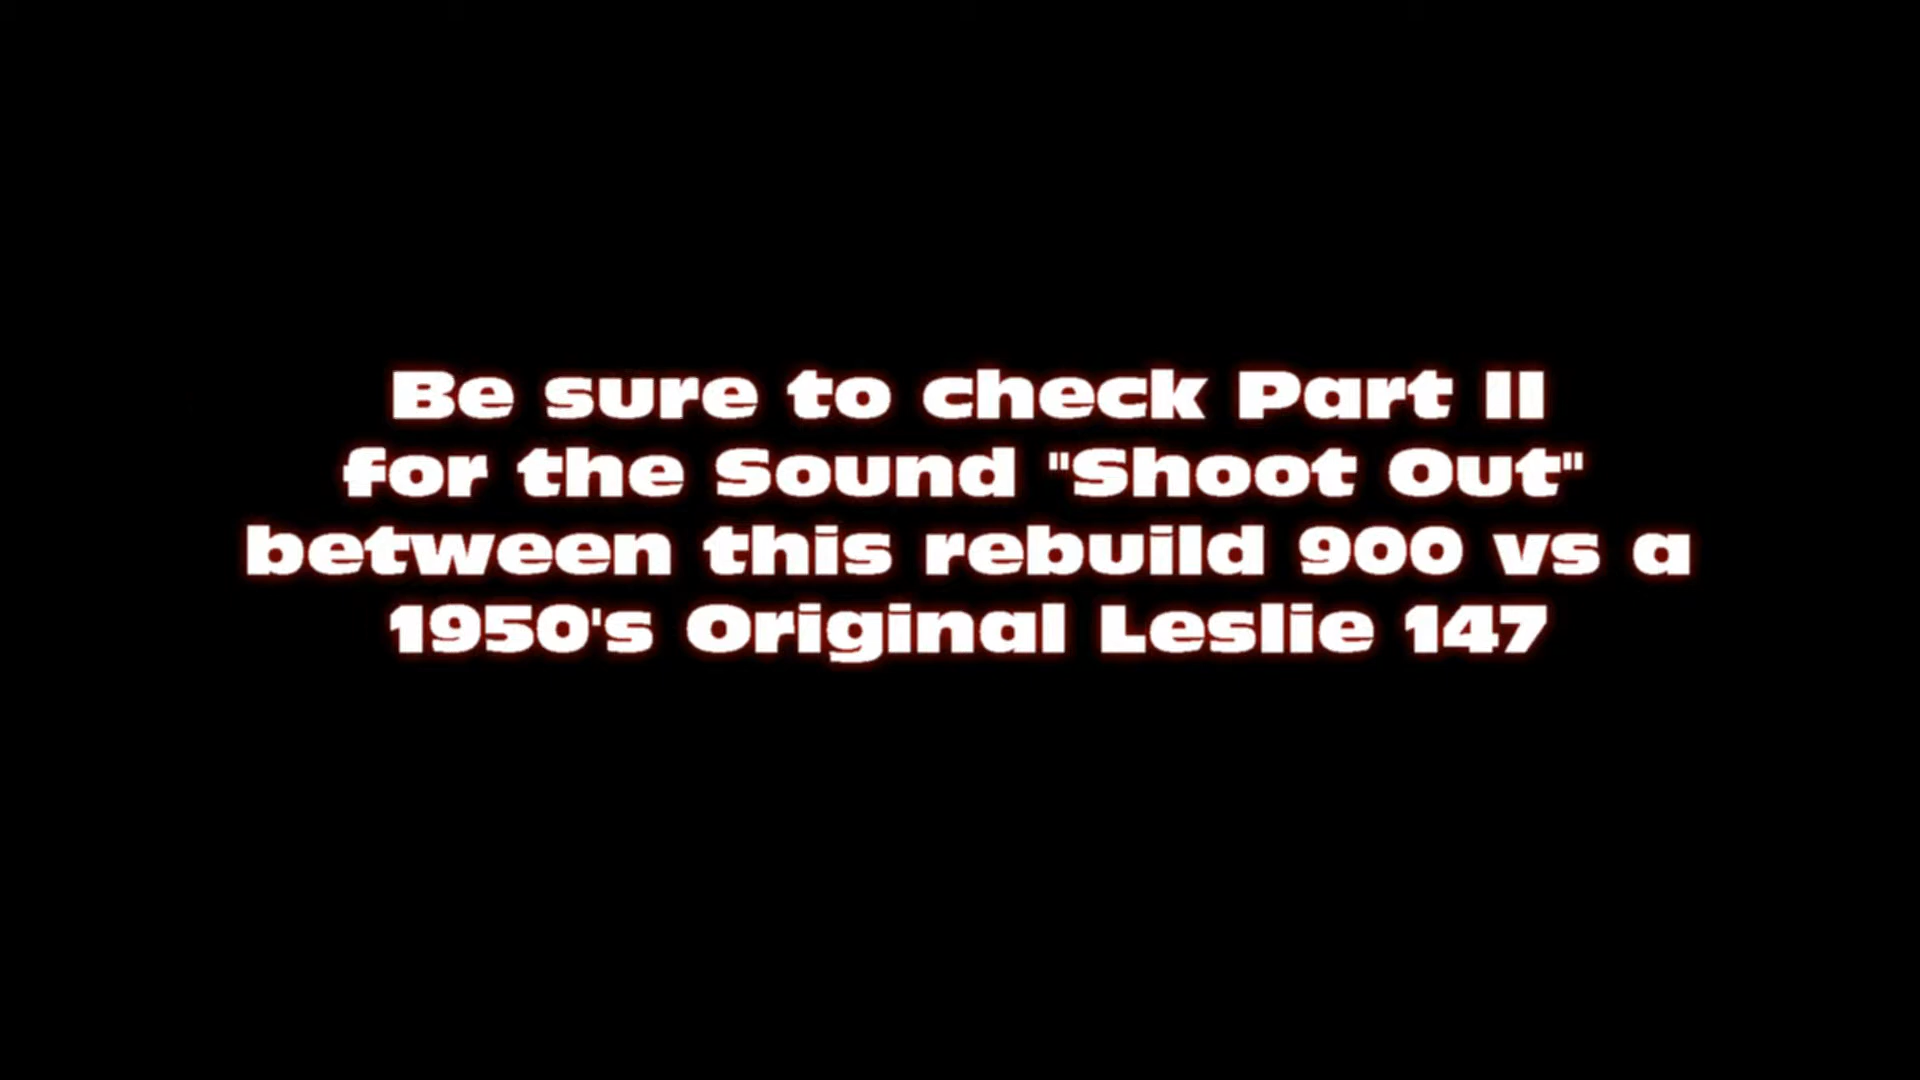 Be sure to check Part II
for the Sound "Shoot Out"
between this rebuild 900 vs a
1950's Original Leslie 147